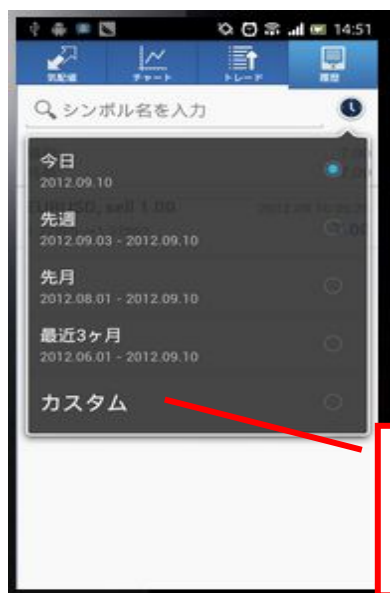 14:51
気配値 チャート トレード 履歴
シンボル名を入力
今日
2012.09.10
EURUSD, sell 1.00
先週
2012.09.03 - 2012.09.10
先月
2012.08.01 - 2012.09.10
最近3ヶ月
2012.06.01 - 2012.09.10
カスタム